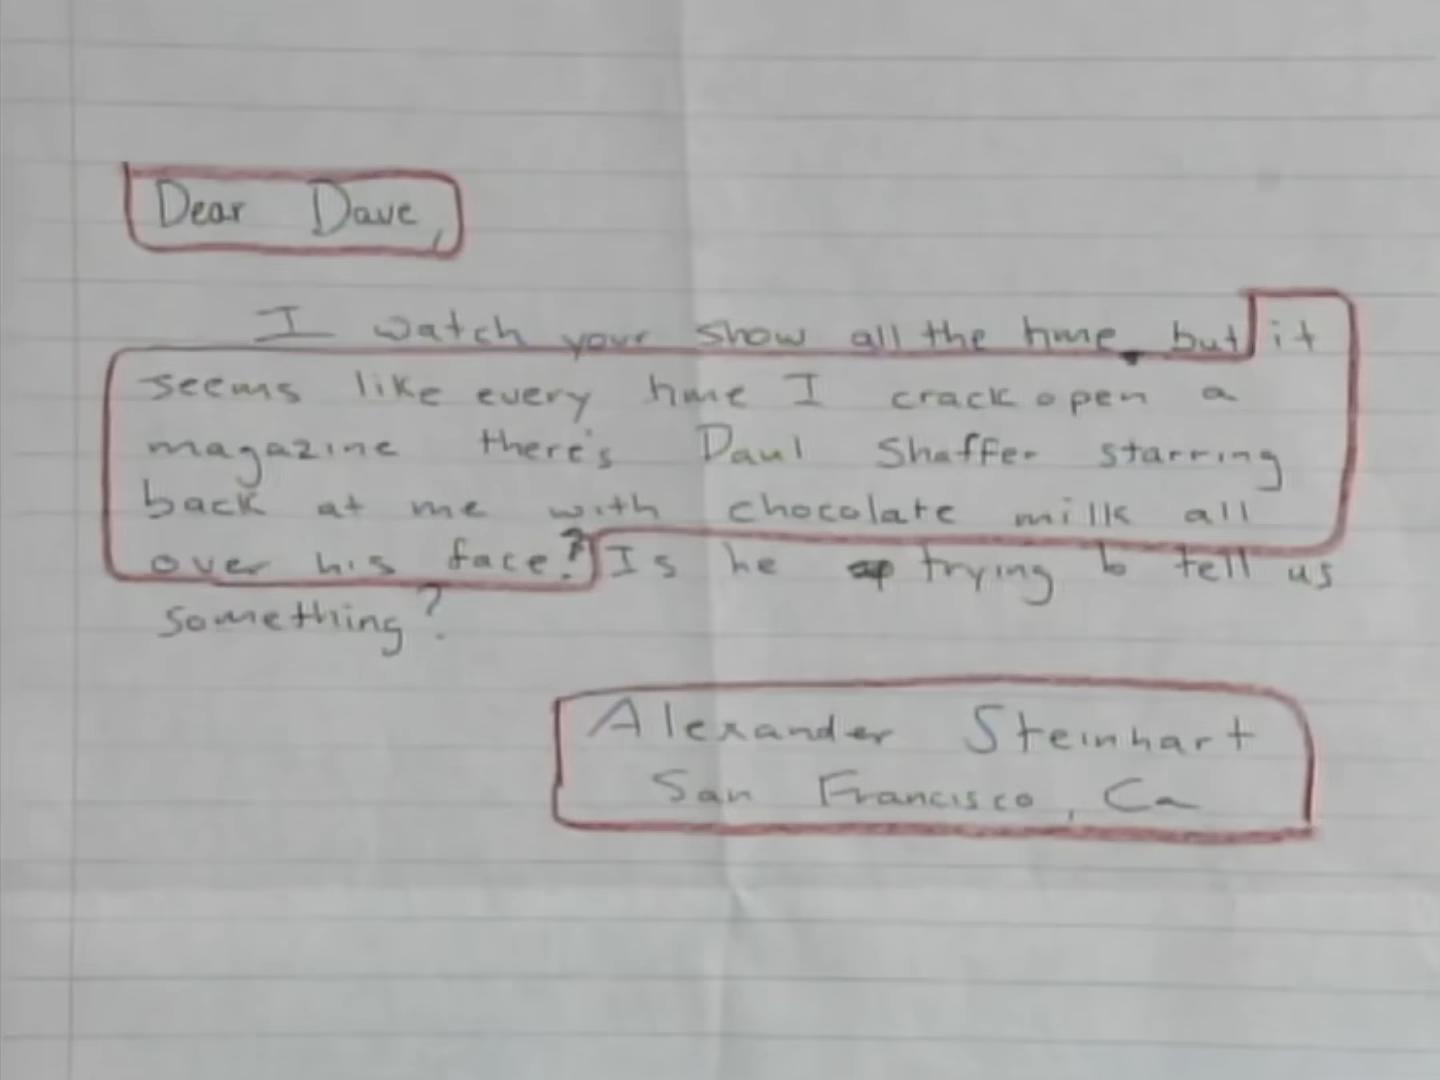 Dear Dave,
I watch your show all the time, but it
seems like every time I crack open a
magazine there's Paul Shaffer starring
back at me with chocolate milk all
over his face? Is he trying to tell us
something?
Alexander Steinhart
San Francisco, Ca